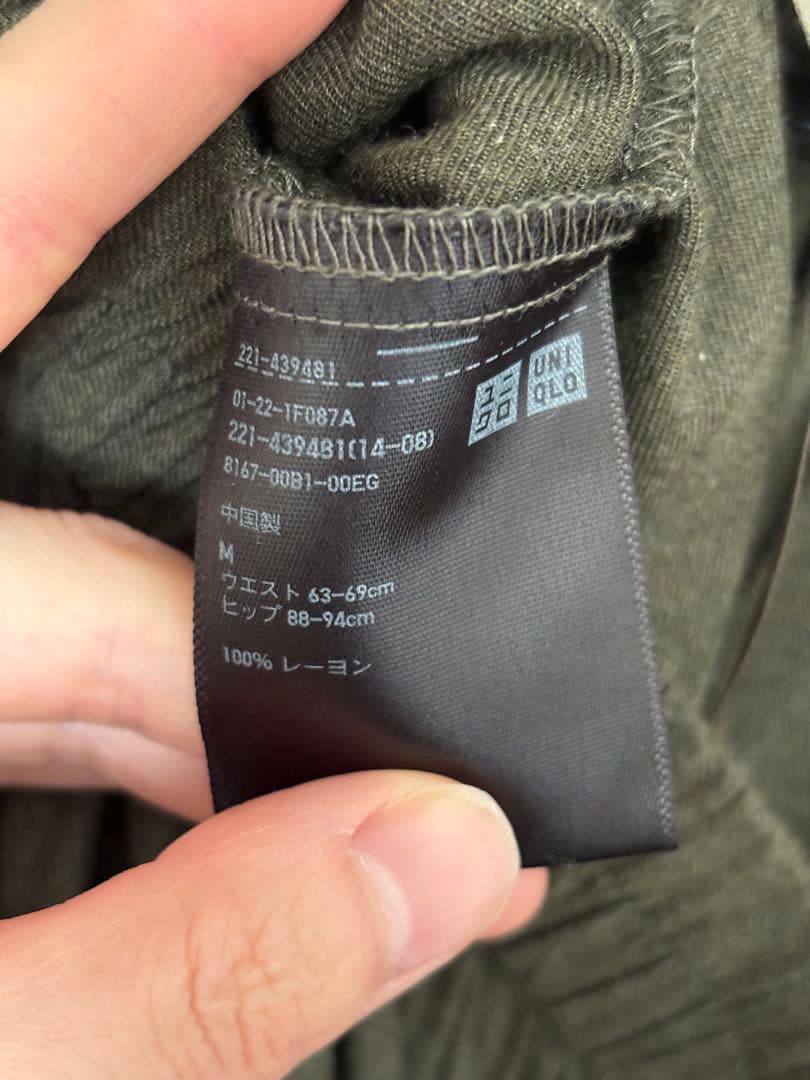 221-439481
ユニ
クロ
UNI
QLO
01-22-1F087A
221-439481(14-08)
8167-00B1-00EG
中国製
M
ウエスト 63-69cm
ヒップ 88-94cm
100% レーヨン